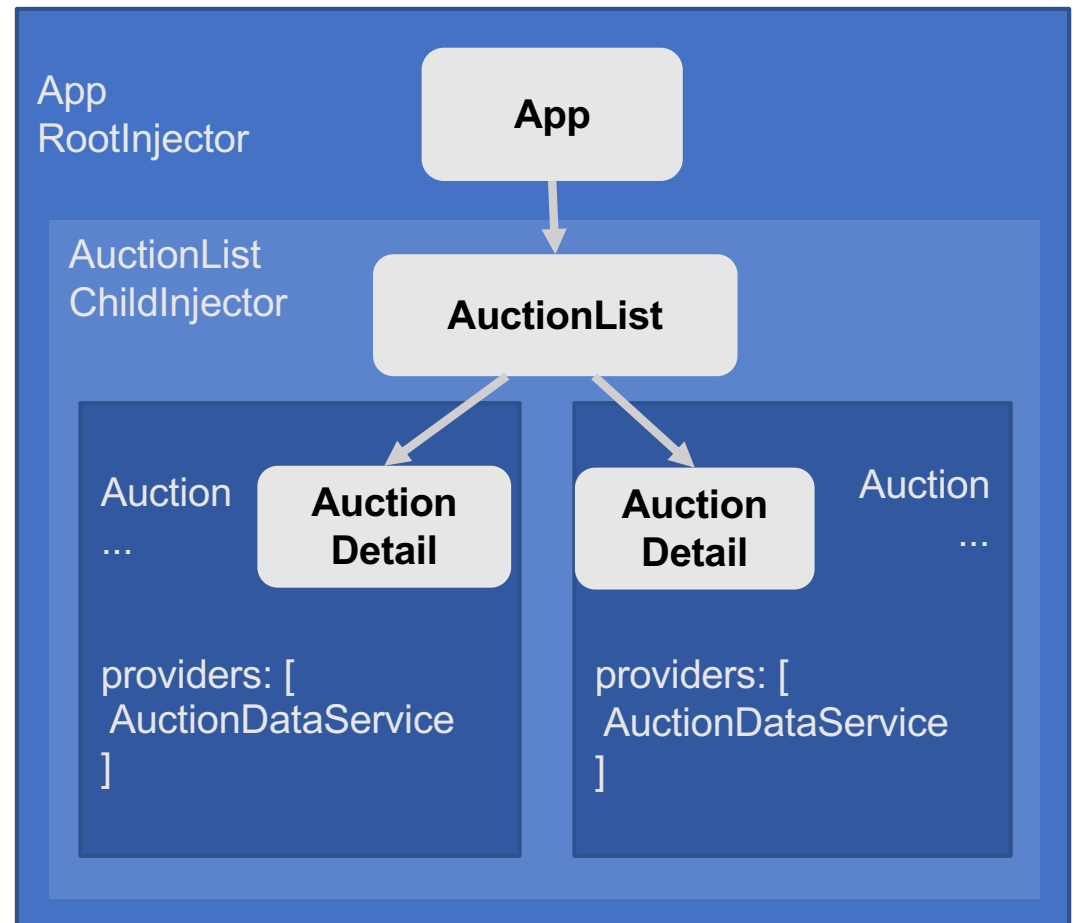 App
RootInjector
App
AuctionList
ChildInjector
AuctionList
Auction
...
Auction
Detail
Auction
Detail
Auction
...
providers: [
AuctionDataService
]
providers: [
AuctionDataService
]